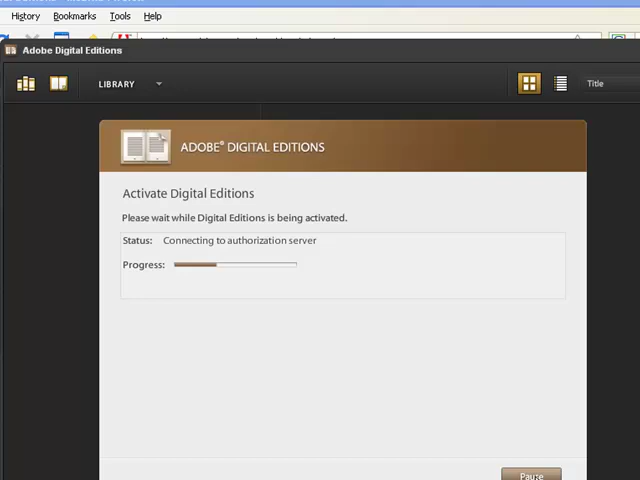 History Bookmarks Tools Help
Adobe Digital Editions
LIBRARY
Title
ADOBE® DIGITAL EDITIONS
Activate Digital Editions
Please wait while Digital Editions is being activated.
Status: Connecting to authorization server
Progress:
Pause